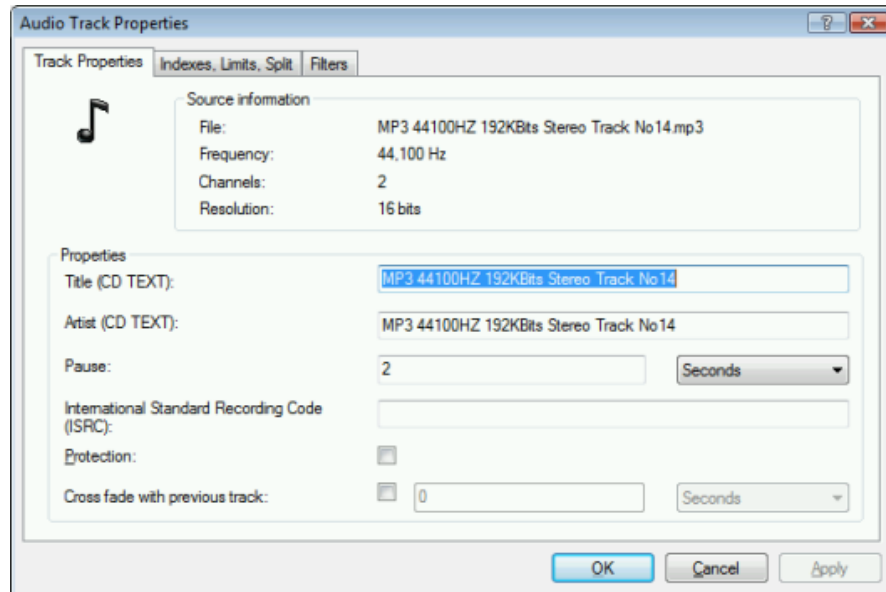 Audio Track Properties
Track Properties Indexes, Limits, Split Filters
Source information
File: MP3 44100HZ 192KBits Stereo Track No14.mp3
Frequency: 44,100 Hz
Channels: 2
Resolution: 16 bits
Properties
Title (CD TEXT): MP3 44100HZ 192KBits Stereo Track No14
Artist (CD TEXT): MP3 44100HZ 192KBits Stereo Track No14
Pause: 2 Seconds
International Standard Recording Code
(ISRC):
Protection:
Cross fade with previous track: 0 Seconds
OK Cancel Apply